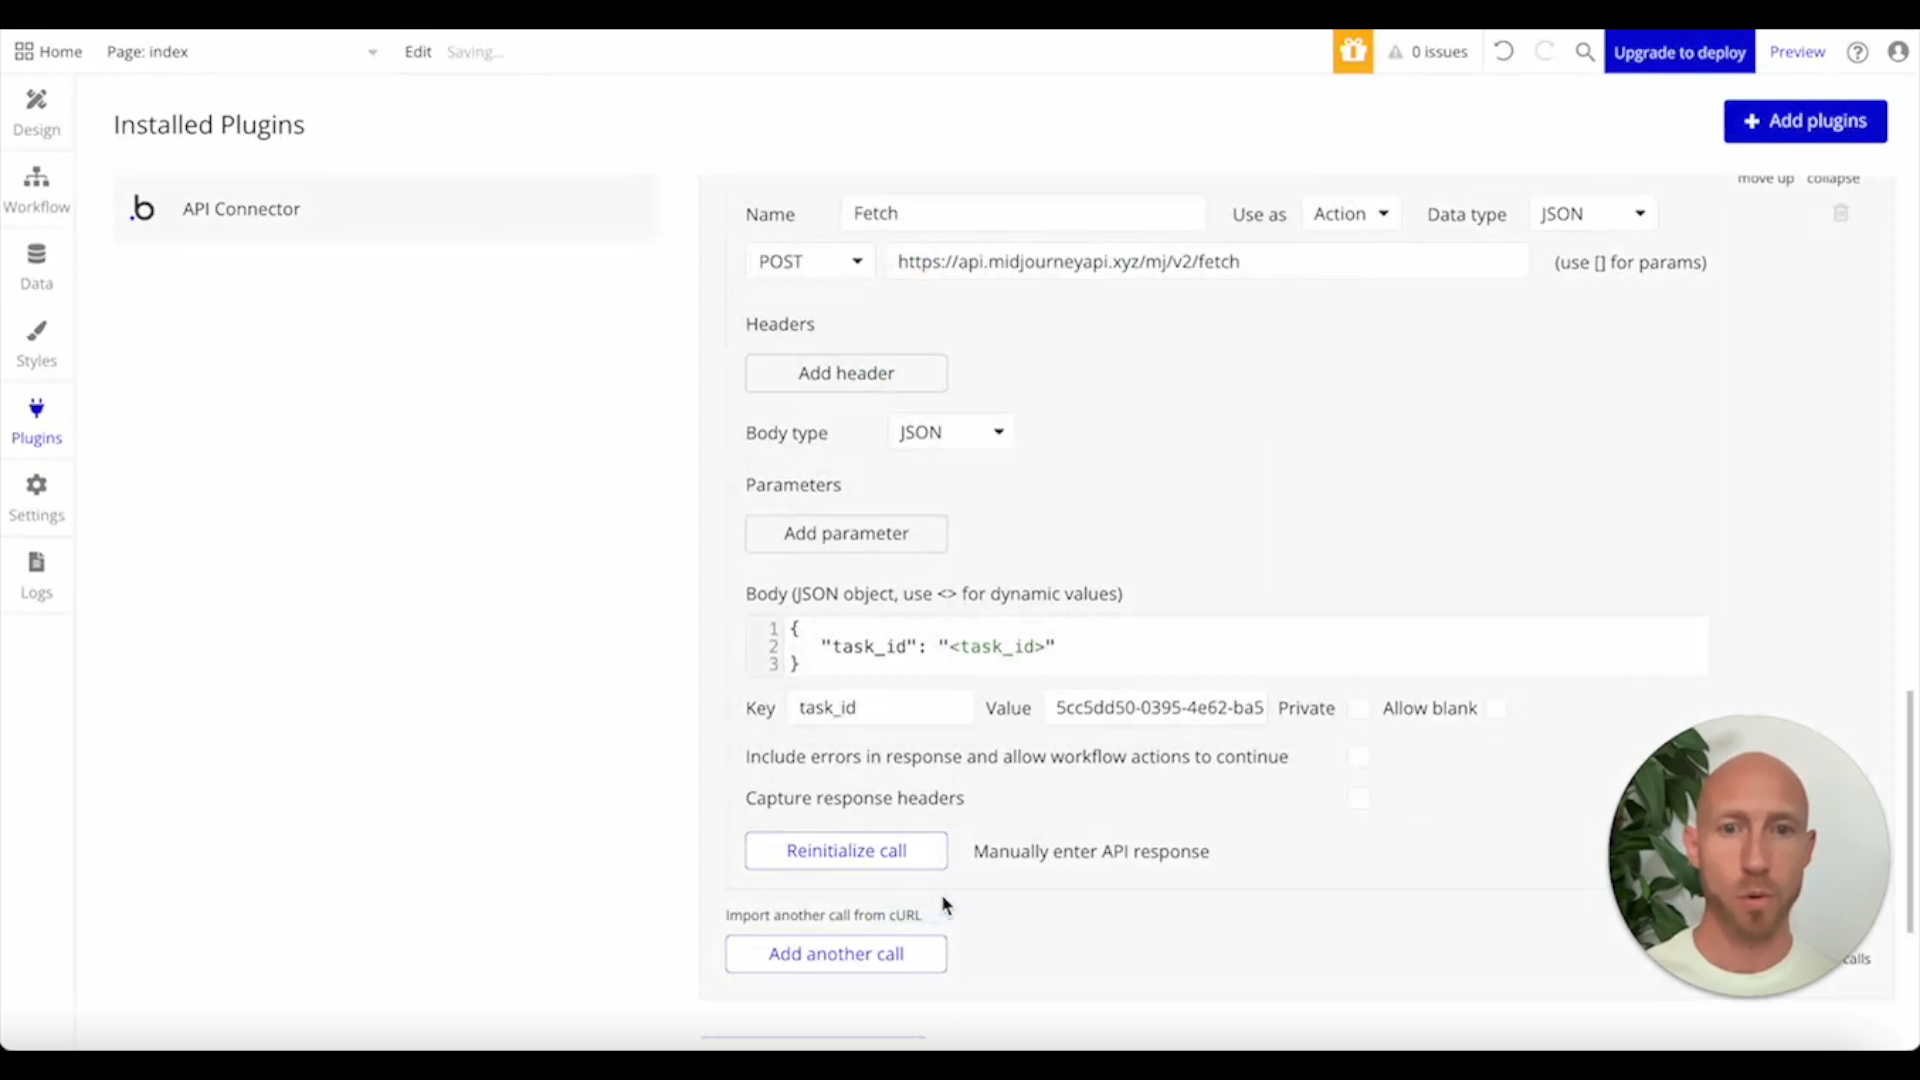 Home Page: index Edit Saving... 0 issues Upgrade to deploy Preview
Design
Workflow
Data
Styles
Plugins
Settings
Logs
Installed Plugins
Add plugins
API Connector
move up collapse
Name Fetch Use as Action Data type JSON
POST https://api.midjourneyapi.xyz/mj/v2/fetch (use [] for params)
Headers
Add header
Body type JSON
Parameters
Add parameter
Body (JSON object, use <> for dynamic values)
1 {
2 "task_id": "<task_id>"
3 }
Key task_id Value 5cc5dd50-0395-4e62-ba5 Private Allow blank
Include errors in response and allow workflow actions to continue
Capture response headers
Reinitialize call Manually enter API response
Import another call from cURL
Add another call
calls